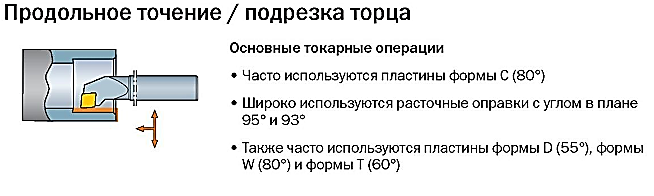 Продольное точение / подрезка торца
Основные токарные операции
• Часто используются пластины формы C (80°)
• Широко используются расточные оправки с углом в плане
95° и 93°
• Также часто используются пластины формы D (55°), формы
W (80°) и формы T (60°)